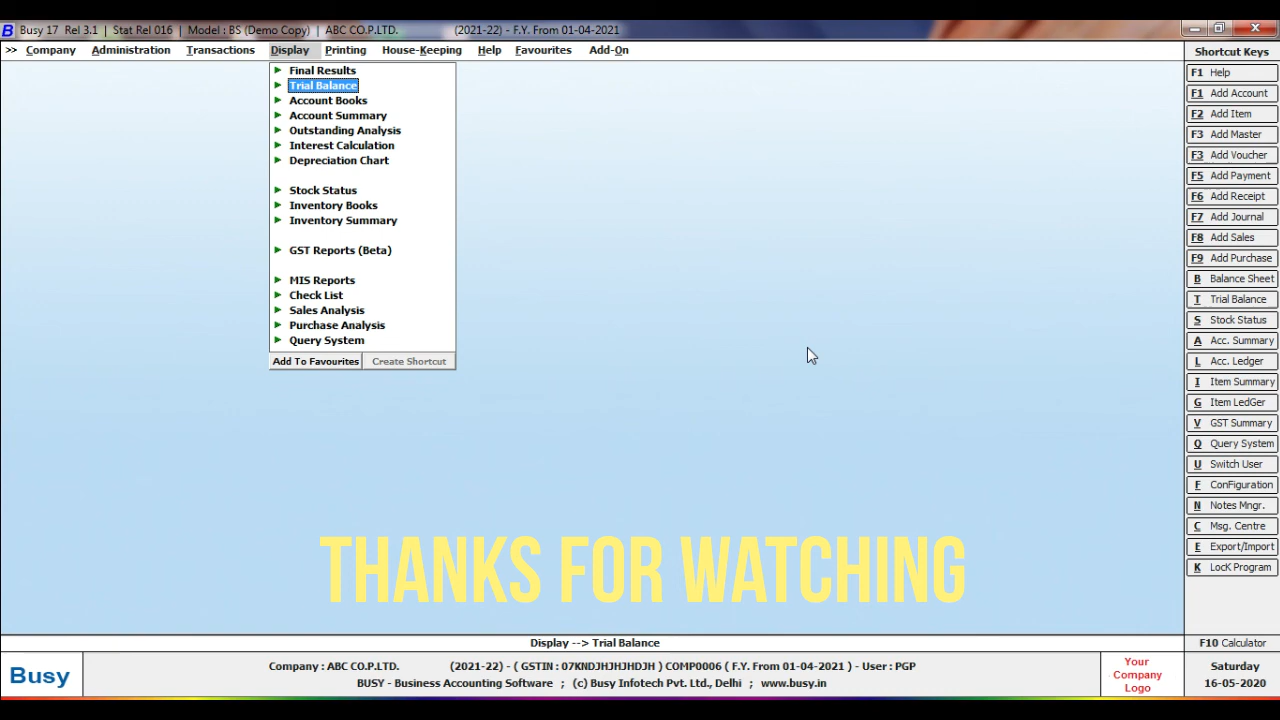 B Busy 17 Rel 3.1 | Stat Rel 016 | Model : BS (Demo Copy) | ABC CO.P.LTD. (2021-22) - F.Y. From 01-04-2021
>> Company Administration Transactions Display Printing House-Keeping Help Favourites Add-On
Final Results
Trial Balance
Account Books
Account Summary
Outstanding Analysis
Interest Calculation
Depreciation Chart
Stock Status
Inventory Books
Inventory Summary
GST Reports (Beta)
MIS Reports
Check List
Sales Analysis
Purchase Analysis
Query System
Add To Favourites Create Shortcut
Shortcut Keys
F1 Help
F1 Add Account
F2 Add Item
F3 Add Master
F3 Add Voucher
F5 Add Payment
F6 Add Receipt
F7 Add Journal
F8 Add Sales
F9 Add Purchase
B Balance Sheet
T Trial Balance
S Stock Status
A Acc. Summary
L Acc. Ledger
I Item Summary
G Item LedGer
V GST Summary
Q Query System
U Switch User
F ConFiguration
N Notes Mngr.
C Msg. Centre
E Export/Import
K LocK Program
THANKS FOR WATCHING
Display --> Trial Balance
F10 Calculator
Busy
Company : ABC CO.P.LTD. (2021-22) - ( GSTIN : 07KNDJHJHJHDJH ) COMP0006 ( F.Y. From 01-04-2021 ) - User : PGP
BUSY - Business Accounting Software ; (c) Busy Infotech Pvt. Ltd., Delhi ; www.busy.in
Your
Company
Logo
Saturday
16-05-2020